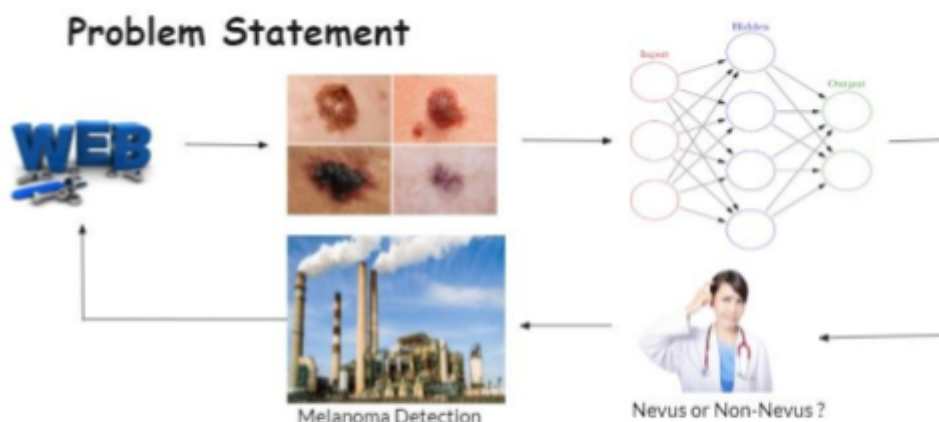 Problem Statement
Hidden
Input
Output
WEB
Nevus or Non-Nevus ?
Melanoma Detection